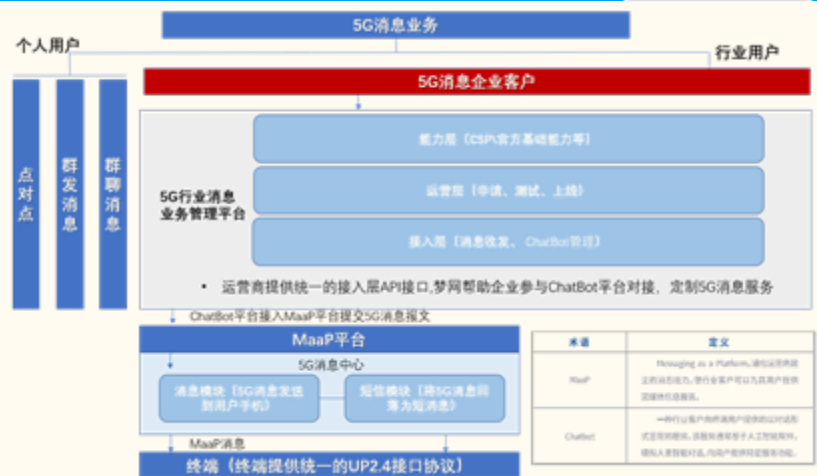 5G消息业务
个人用户
行业用户
5G消息企业客户
点对点
群发消息
群聊消息
能力层（CSP\官方基础能力等）
5G行业消息
业务管理平台
运营层（申请、测试、上线）
接入层（消息收发、ChatBot管理）
• 运营商提供统一的接入层API接口,梦网帮助企业参与ChatBot平台对接，定制5G消息服务
ChatBot平台接入MaaP平台提交5G消息报文
MaaP平台
5G消息中心
消息模块（5G消息发送
到用户手机）
短信模块（将5G消息回
落为短消息）
MaaP消息
终端（终端提供统一的UP2.4接口协议）
术语
定义
MaaP
Messaging as a Platform,
Chatbot